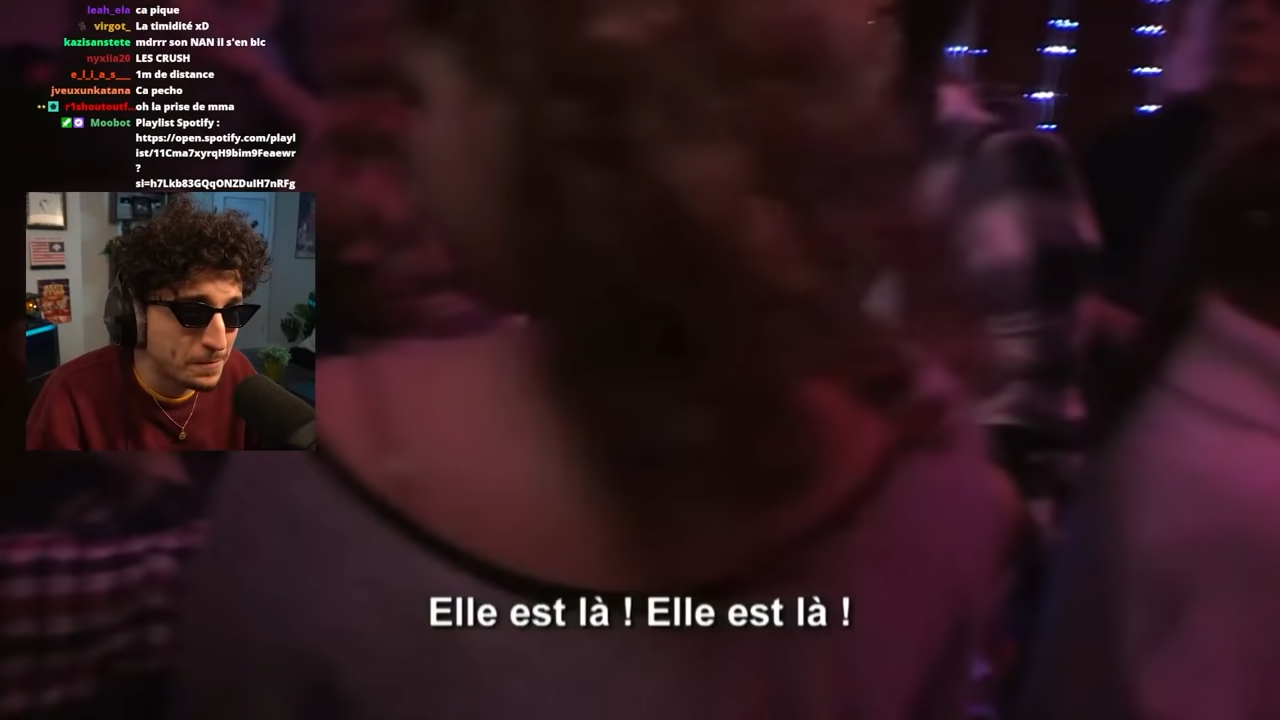 leah_ela ca pique
virgot_ La timidité xD
kazisanstete mdrrr son NAN il s'en blc
nyxiia20 LES CRUSH
e_l_i_a_s___ 1m de distance
jveuxunkatana Ca pecho
r1shoutoutf... oh la prise de mma
Moobot Playlist Spotify :
https://open.spotify.com/playl
ist/11Cma7xyrqH9bim9Feaewr
?
si=h7Lkb83GQqONZDuIH7nRFg
Elle est là ! Elle est là !